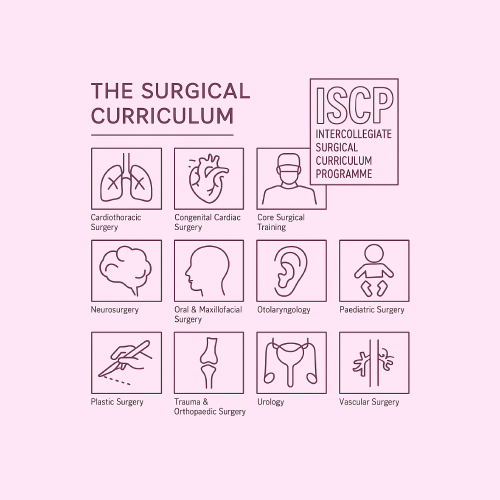 THE SURGICAL
CURRICULUM
ISCP
INTERCOLLEGIATE
SURGICAL
CURRICULUM
PROGRAMME
Cardiothoracic
Surgery
Congenital Cardiac
Surgery
Core Surgical
Training
Neurosurgery
Oral & Maxillofacial
Surgery
Otolaryngology
Paediatric Surgery
Plastic Surgery
Trauma &
Orthopaedic Surgery
Urology
Vascular Surgery